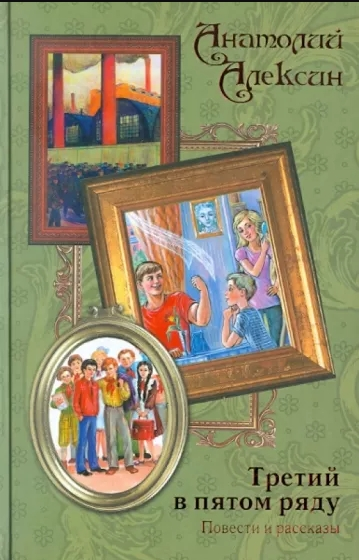 Анатолий
Алексин
Третий
в пятом ряду
Повести и рассказы